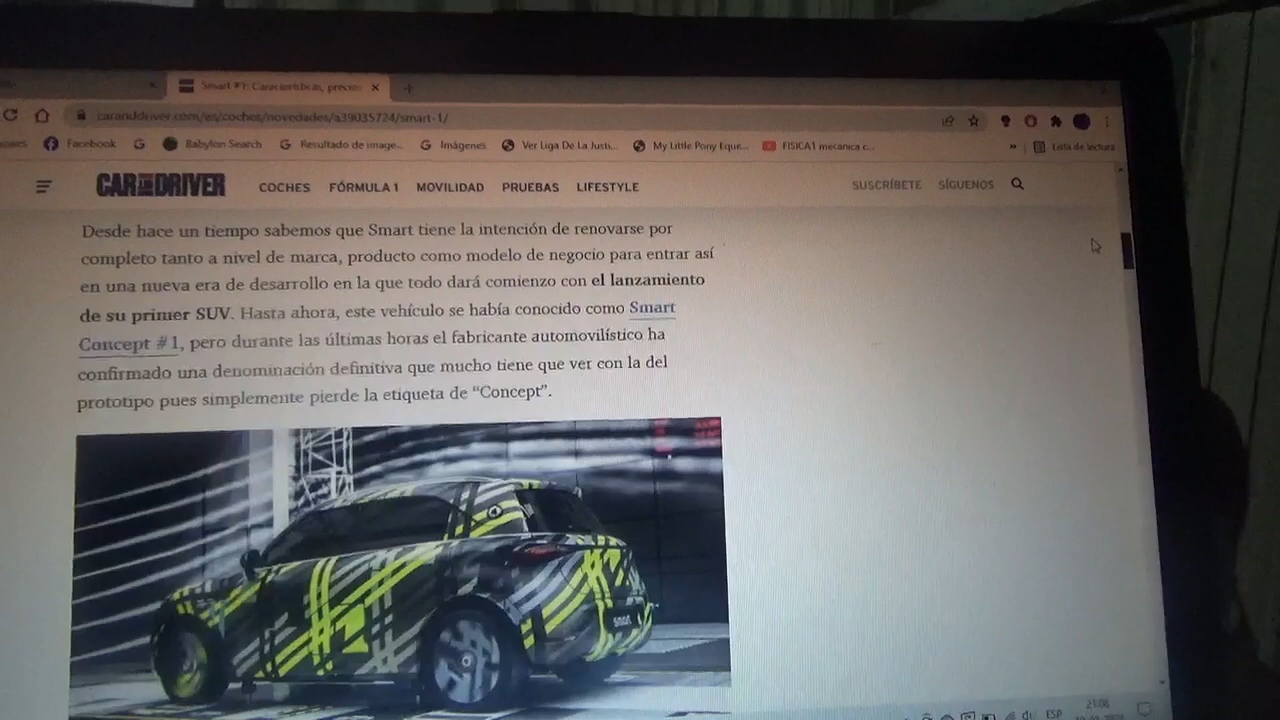 Smart #1: Características, precios
caranddriver.com/es/coches/novedades/a39035724/smart-1/
Facebook
Babylon Search
Resultado de image...
Imágenes
Ver Liga De La Justi...
My Little Pony Eque...
FISICA1 mecanica c...
»
Lista de lectura
CAR AND DRIVER
COCHES
FÓRMULA 1
MOVILIDAD
PRUEBAS
LIFESTYLE
SUSCRÍBETE
SÍGUENOS
Desde hace un tiempo sabemos que Smart tiene la intención de renovarse por
completo tanto a nivel de marca, producto como modelo de negocio para entrar así
en una nueva era de desarrollo en la que todo dará comienzo con el lanzamiento
de su primer SUV. Hasta ahora, este vehículo se había conocido como Smart
Concept #1, pero durante las últimas horas el fabricante automovilístico ha
confirmado una denominación definitiva que mucho tiene que ver con la del
prototipo pues simplemente pierde la etiqueta de “Concept”.
smart
ESP
21:06